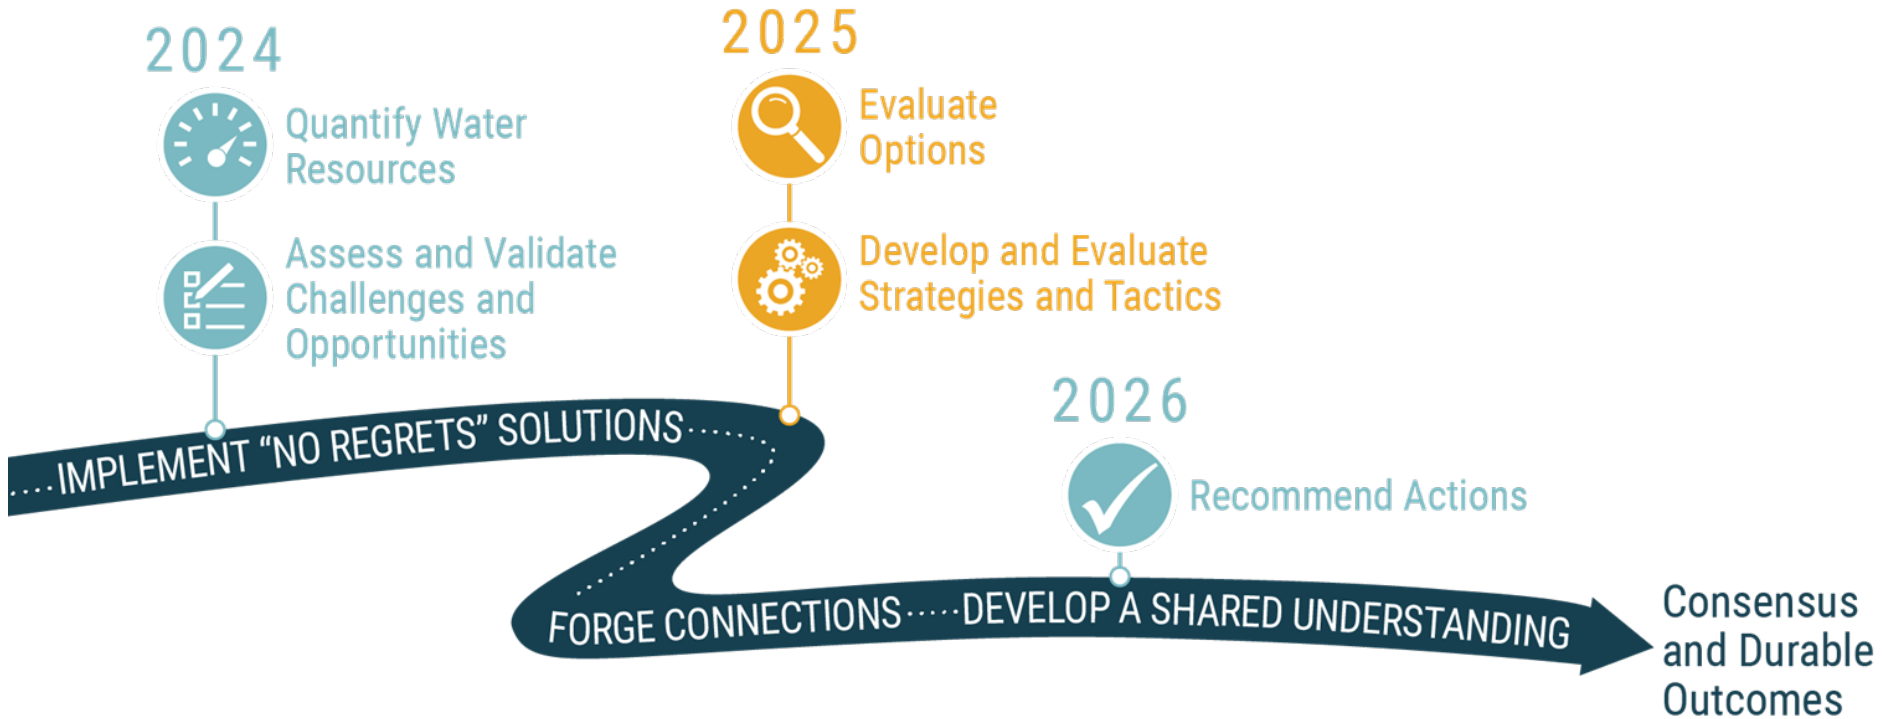 2024
Quantify Water
Resources
Assess and Validate
Challenges and
Opportunities
2025
Evaluate
Options
Develop and Evaluate
Strategies and Tactics
2026
Recommend Actions
IMPLEMENT “NO REGRETS” SOLUTIONS
FORGE CONNECTIONS
DEVELOP A SHARED UNDERSTANDING
Consensus
and Durable
Outcomes